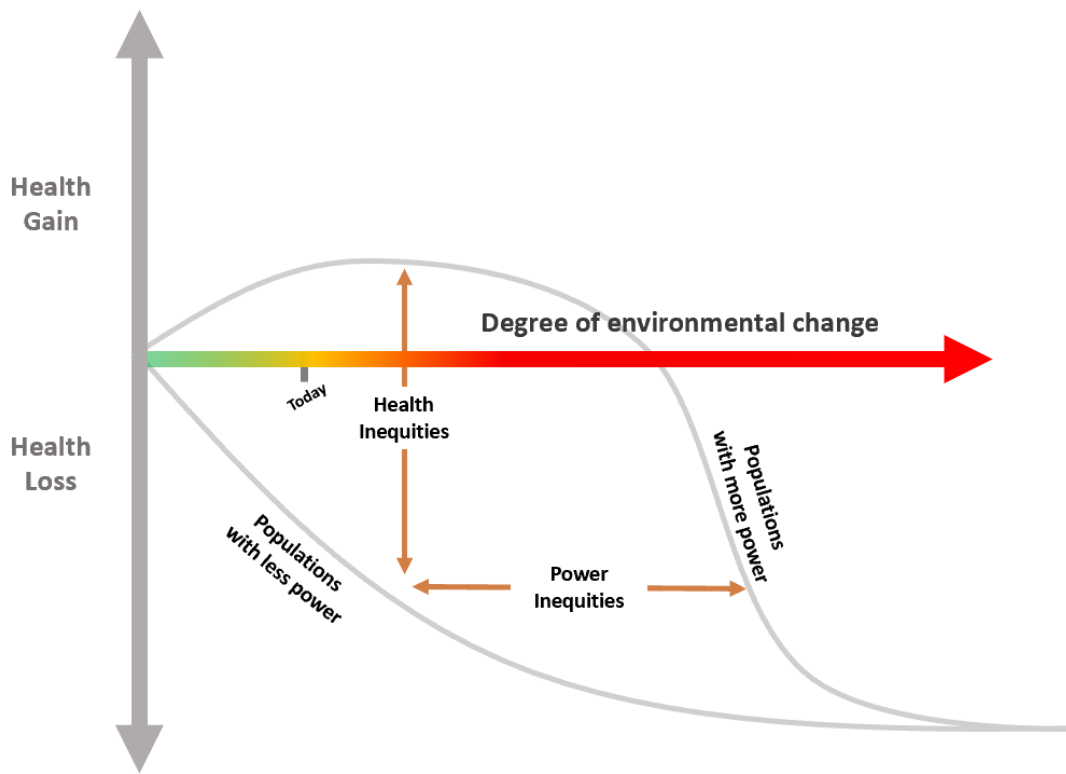 Health
Gain
Degree of environmental change
Today
Health
Inequities
Health
Loss
Populations
with more power
Populations
with less power
Power
Inequities